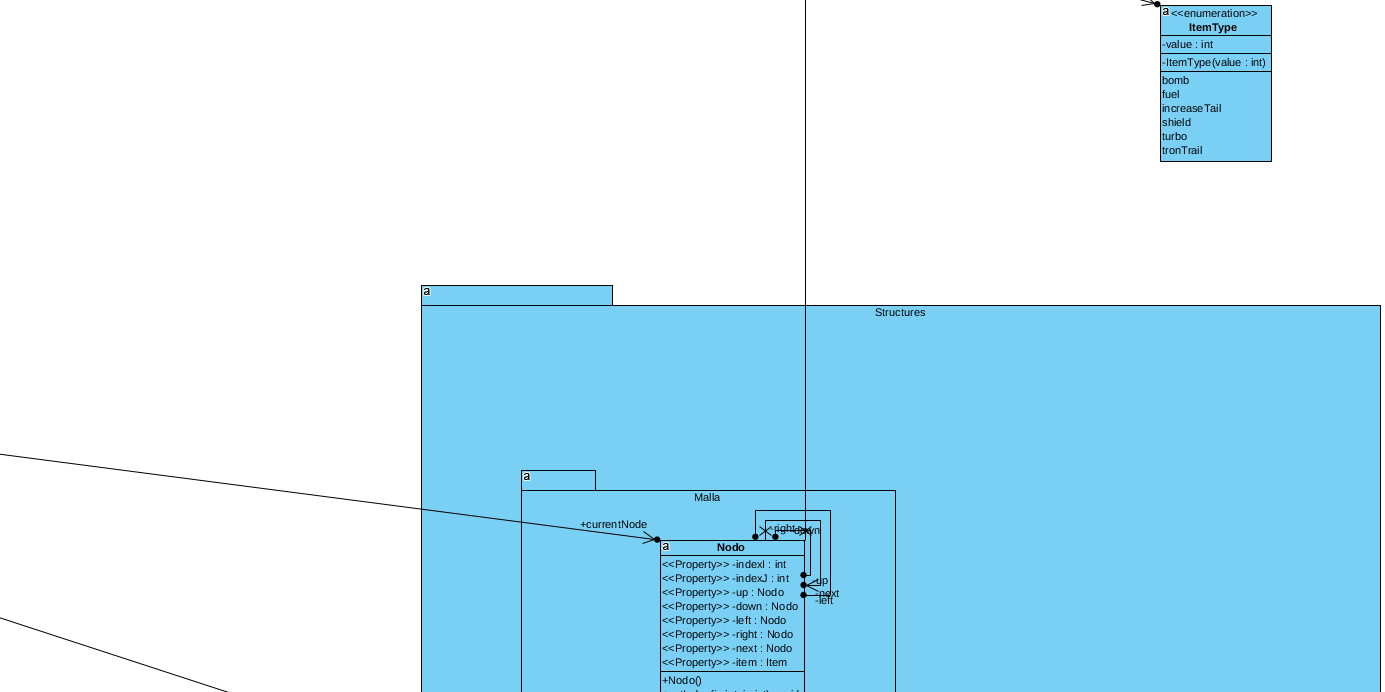 a <<enumeration>>
ItemType
-value : int
-ItemType(value : int)
bomb
fuel
increaseTail
shield
turbo
tronTrail
a
Structures
a
Malla
+currentNode
-right
-down
a Nodo
<<Property>> -indexI : int
<<Property>> -indexJ : int
<<Property>> -up : Nodo
<<Property>> -down : Nodo
<<Property>> -left : Nodo
<<Property>> -right : Nodo
<<Property>> -next : Nodo
<<Property>> -item : Item
-up
-next
-left
+Nodo()